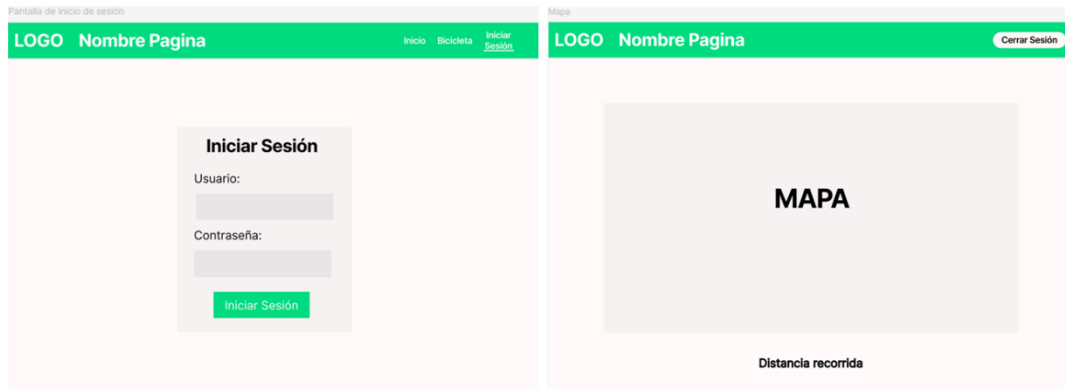 Pantalla de Inicio de sesión
LOGO Nombre Pagina
Inicio Bicicleta Iniciar
Sesión
Iniciar Sesión
Usuario:
Contraseña:
Iniciar Sesión
Mapa
LOGO Nombre Pagina
Cerrar Sesión
MAPA
Distancia recorrida